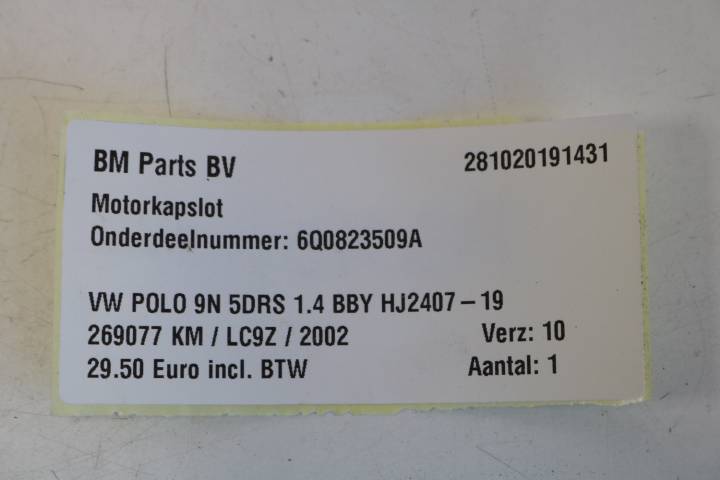 BM Parts BV 281020191431
Motorkapslot
Onderdeelnummer: 6Q0823509A
VW POLO 9N 5DRS 1.4 BBY HJ2407-19
269077 KM / LC9Z / 2002 Verz: 10
29.50 Euro incl. BTW Aantal: 1